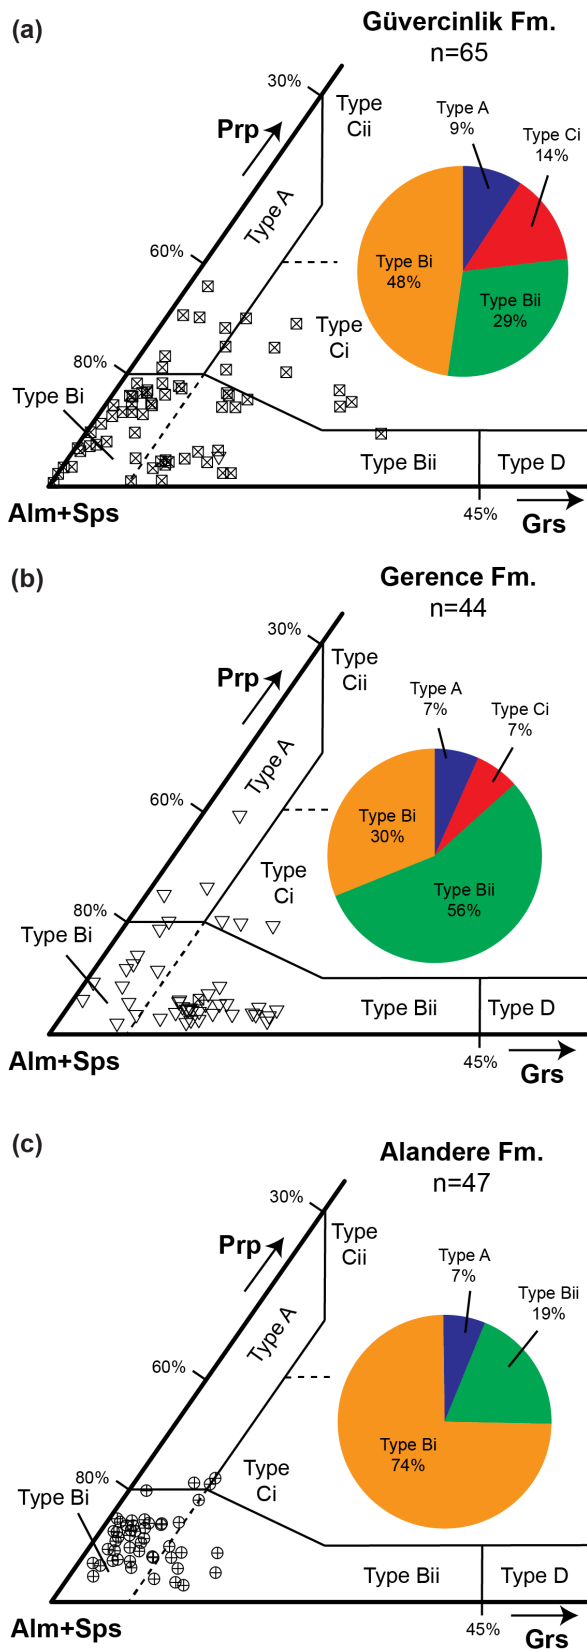 (a)
Güvercinlik Fm.
n=65
30%
Type
Cii
Prp
Type A
9%
Type Ci
14%
Type A
60%
Type Bi
48%
Type Bii
29%
Type
Ci
80%
Type Bi
Type Bii
Type D
Alm+Sps
45%
Grs
(b)
Gerence Fm.
n=44
30%
Type
Cii
Prp
Type A
7%
Type Ci
7%
Type A
60%
Type Bi
30%
Type Bii
56%
Type
Ci
80%
Type Bi
Type Bii
Type D
Alm+Sps
45%
Grs
(c)
Alandere Fm.
n=47
30%
Type
Cii
Prp
Type A
7%
Type Bii
19%
Type A
60%
Type Bi
74%
Type
Ci
80%
Type Bi
Type Bii
Type D
Alm+Sps
45%
Grs